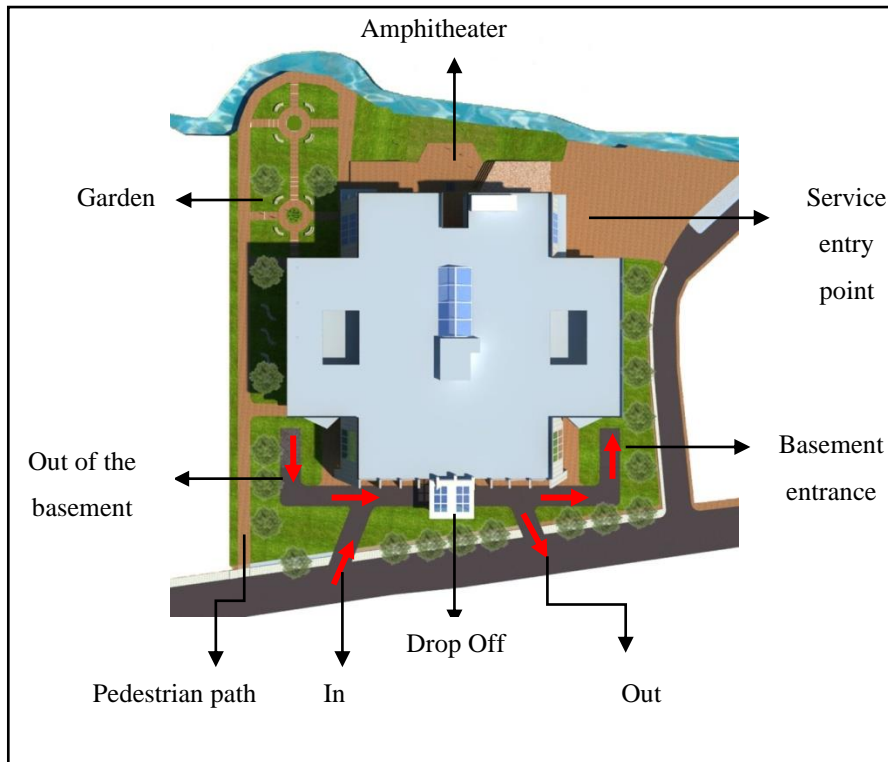 Amphitheater
Garden
Service
entry
point
Out of the
basement
Basement
entrance
Drop Off
Pedestrian path
In
Out